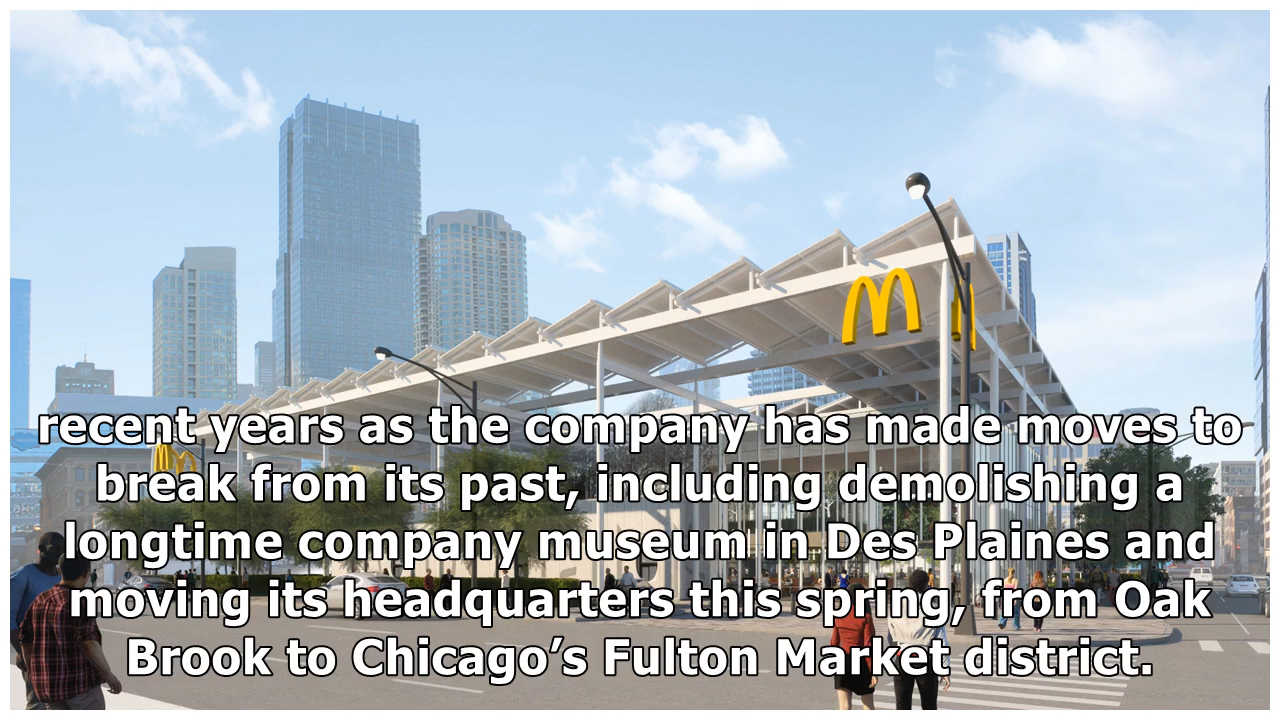 recent years as the company has made moves to
break from its past, including demolishing a
longtime company museum in Des Plaines and
moving its headquarters this spring, from Oak
Brook to Chicago’s Fulton Market district.